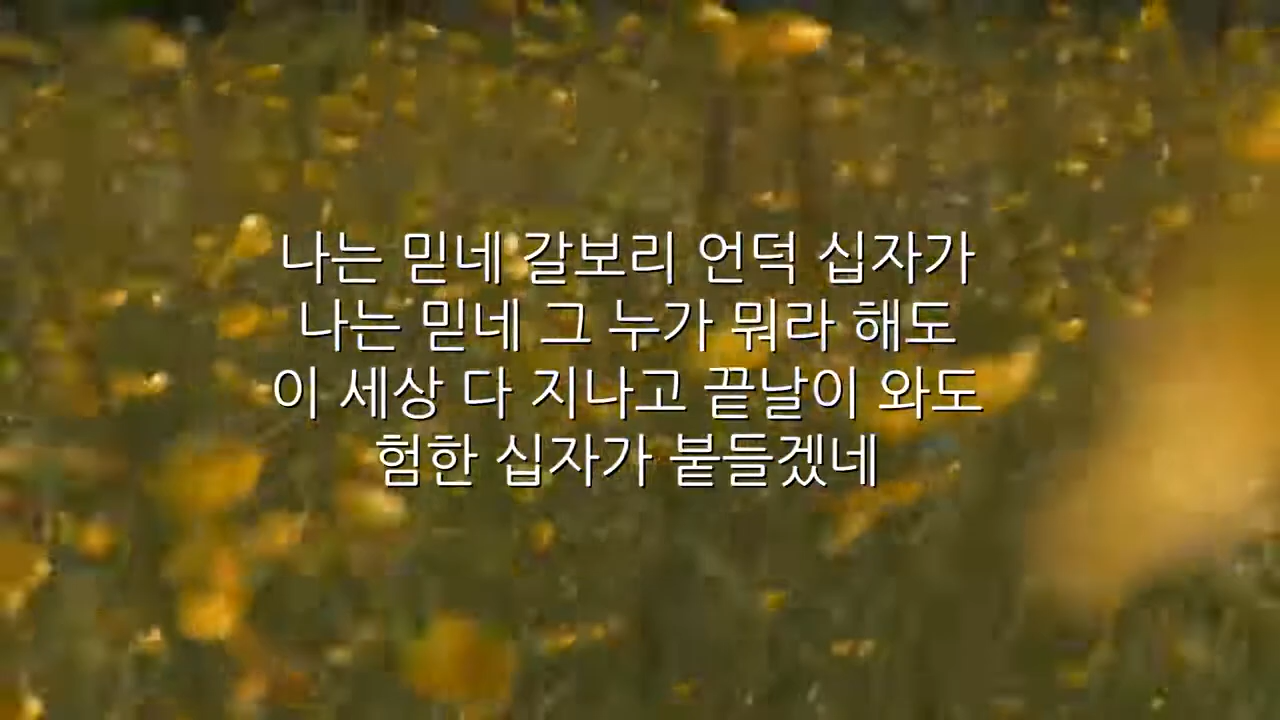 나는 믿네 갈보리 언덕 십자가
나는 믿네 그 누가 뭐라 해도
이 세상 다 지나고 끝날이 와도
험한 십자가 붙들겠네